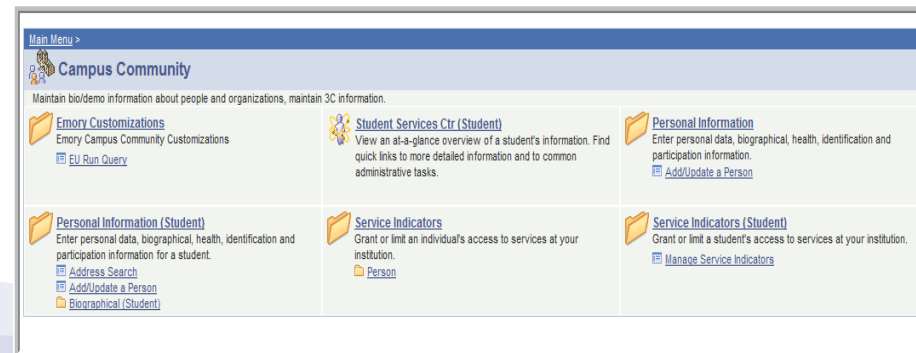 Main Menu >
Campus Community
Maintain bio/demo information about people and organizations, maintain 3C information.
Emory Customizations
Emory Campus Community Customizations
EU Run Query
Student Services Ctr (Student)
View an at-a-glance overview of a student's information. Find
quick links to more detailed information and to common
administrative tasks.
Personal Information
Enter personal data, biographical, health, identification and
participation information.
Add/Update a Person
Personal Information (Student)
Enter personal data, biographical, health, identification and
participation information for a student.
Address Search
Add/Update a Person
Biographical (Student)
Service Indicators
Grant or limit an individual's access to services at your
institution.
Person
Service Indicators (Student)
Grant or limit a student's access to services at your institution.
Manage Service Indicators